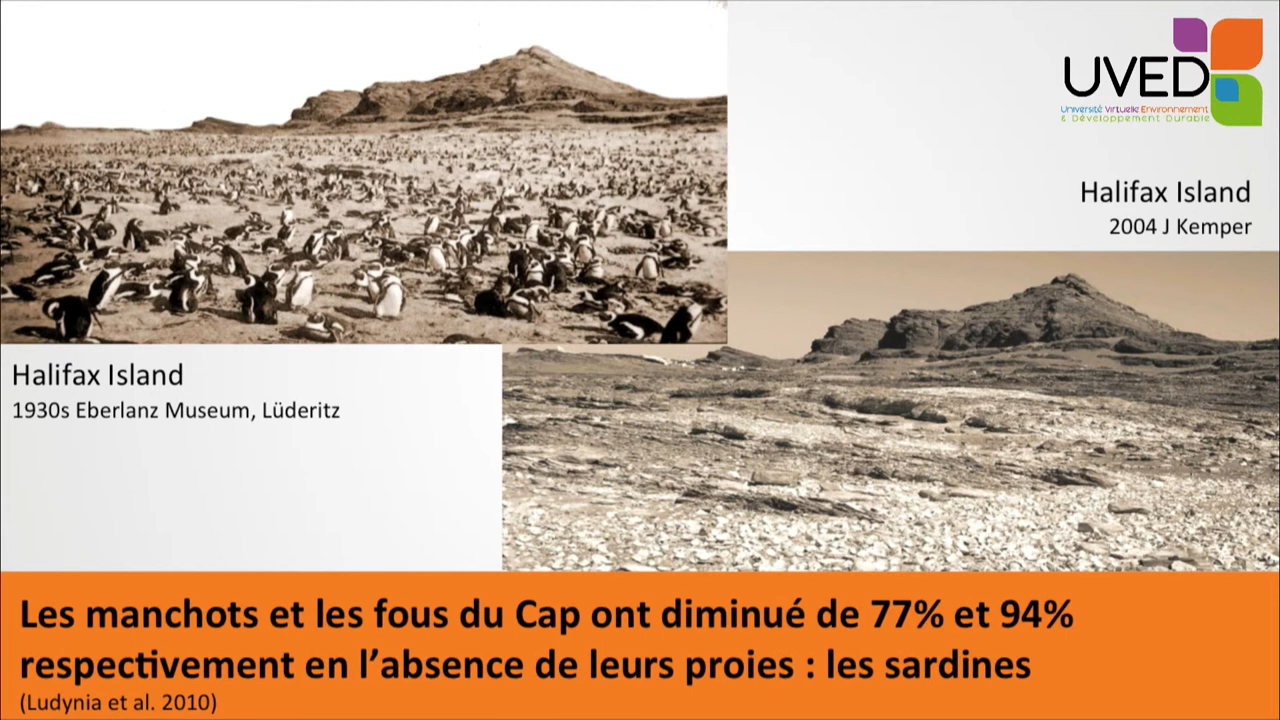 UVED
Université Virtuelle Environnement
& Développement Durable
Halifax Island
2004 J Kemper
Halifax Island
1930s Eberlanz Museum, Lüderitz
Les manchots et les fous du Cap ont diminué de 77% et 94%
respectivement en l’absence de leurs proies : les sardines
(Ludynia et al. 2010)